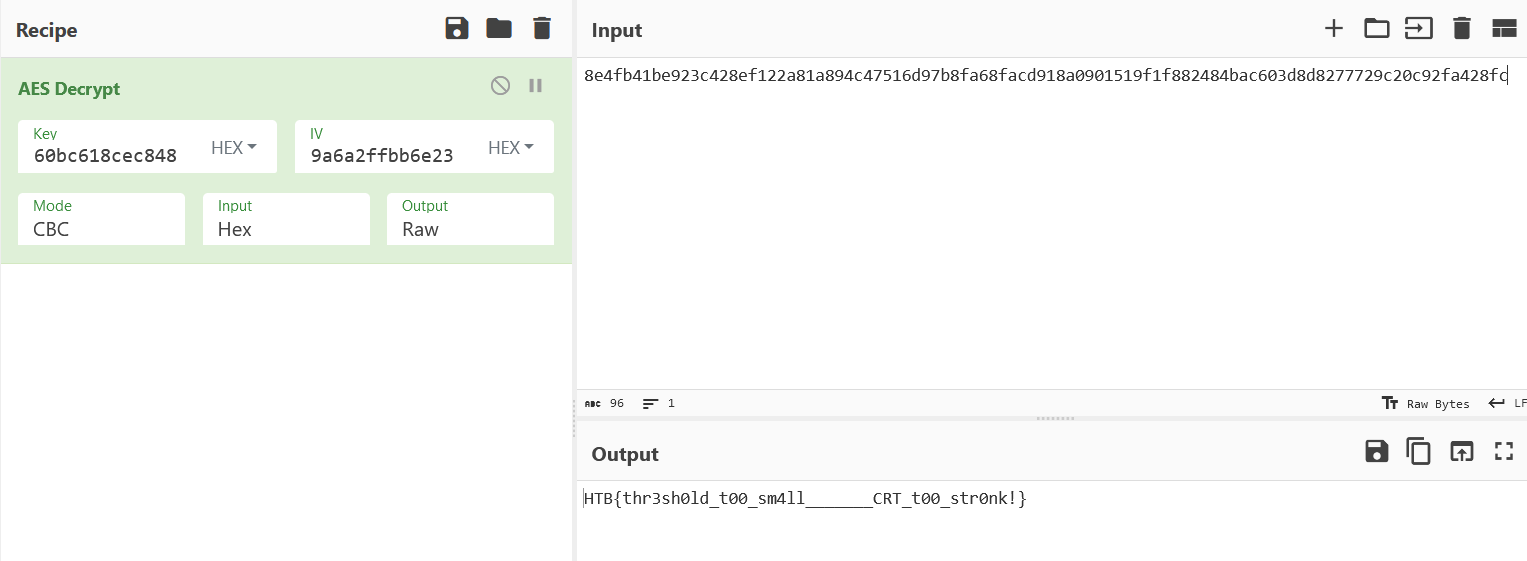 Recipe
AES Decrypt
Key
60bc618cec848
HEX
IV
9a6a2ffbb6e23
HEX
Mode
CBC
Input
Hex
Output
Raw
Input
8e4fb41be923c428ef122a81a894c47516d97b8fa68facd918a0901519f1f882484bac603d8d8277729c20c92fa428fc
ABC 96
1
Tт Raw Bytes
LF
Output
HTB{thr3sh0ld_t00_sm4ll_______CRT_t00_str0nk!}